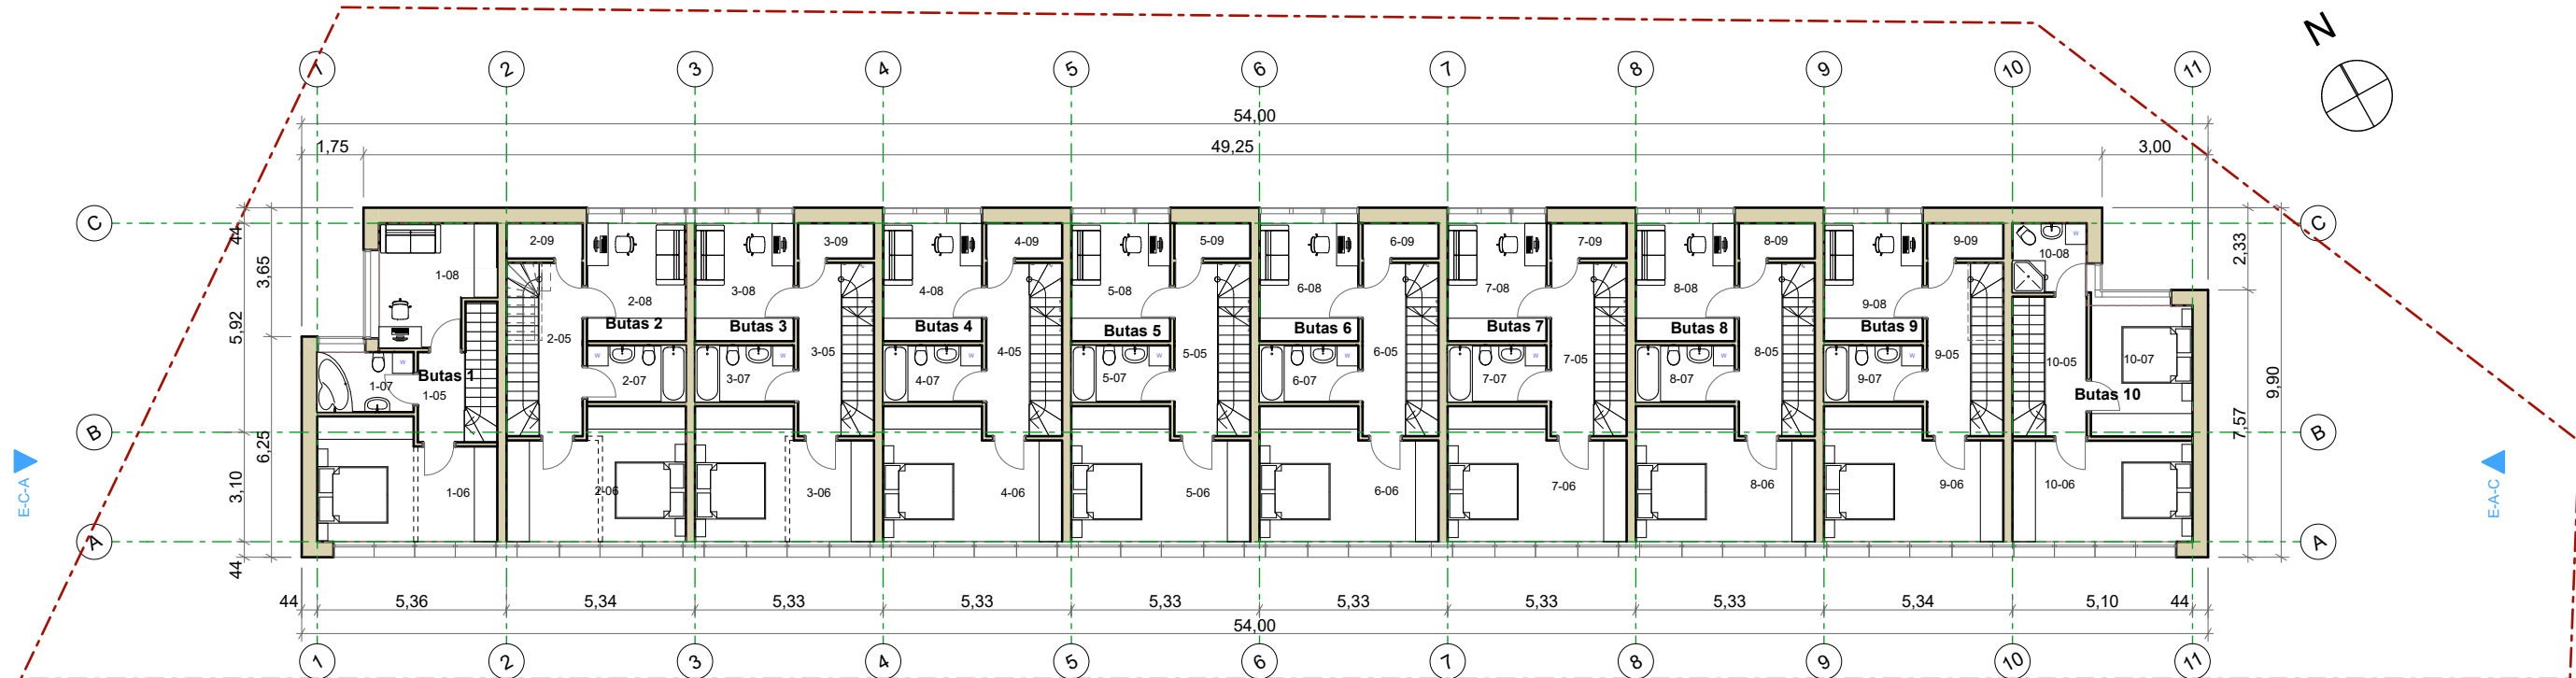 N
1 2 3 4 5 6 7 8 9 10 11
54,00
1,75 49,25 3,00
C C
44 3,65 5,92 6,25 3,10 44
2,33 7,57 9,90
2-09 3-09 4-09 5-09 6-09 7-09 8-09 9-09
10-08
1-08 2-08 3-08 4-08 5-08 6-08 7-08 8-08 9-08
Butas 2 Butas 3 Butas 4 Butas 5 Butas 6 Butas 7 Butas 8 Butas 9
2-05 3-05 4-05 5-05 6-05 7-05 8-05 9-05 10-05 10-07
w w w w w w w w w w
1-07 Butas 1 2-07 3-07 4-07 5-07 6-07 7-07 8-07 9-07
1-05 Butas 10
B B
1-06 2-06 3-06 4-06 5-06 6-06 7-06 8-06 9-06 10-06
E-C-A E-A-C
A A
44 5,36 5,34 5,33 5,33 5,33 5,33 5,33 5,33 5,34 5,10 44
54,00
1 2 3 4 5 6 7 8 9 10 11